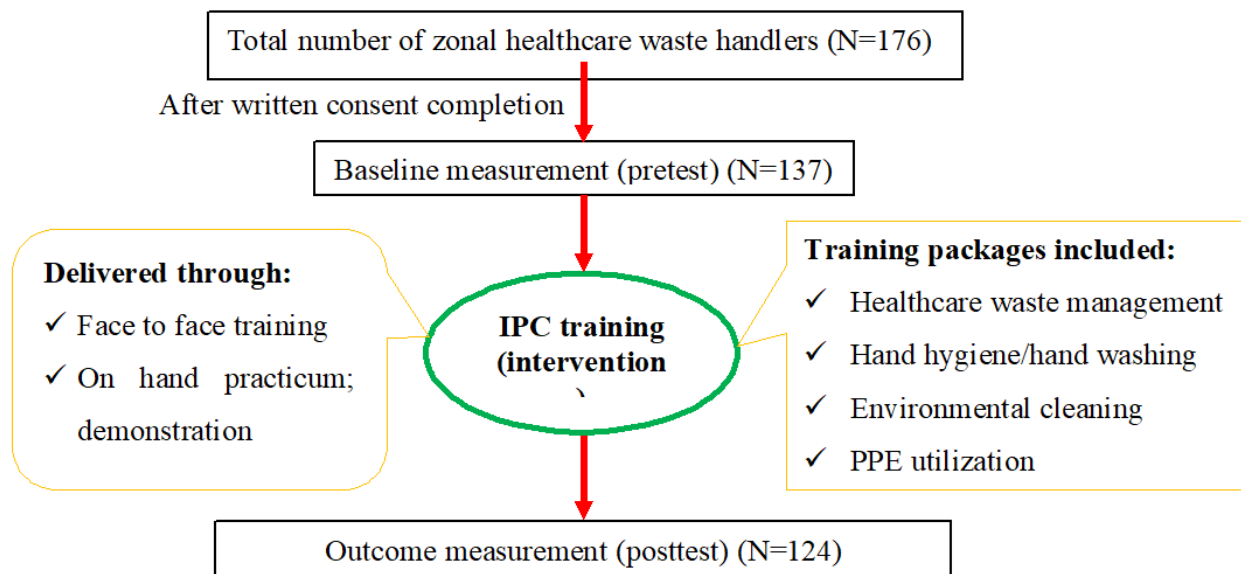 Total number of zonal healthcare waste handlers (N=176)
After written consent completion
Baseline measurement (pretest) (N=137)
Delivered through:
✓ Face to face training
✓ On hand practicum;
demonstration
IPC training
(intervention
Training packages included:
✓ Healthcare waste management
✓ Hand hygiene/hand washing
✓ Environmental cleaning
✓ PPE utilization
Outcome measurement (posttest) (N=124)